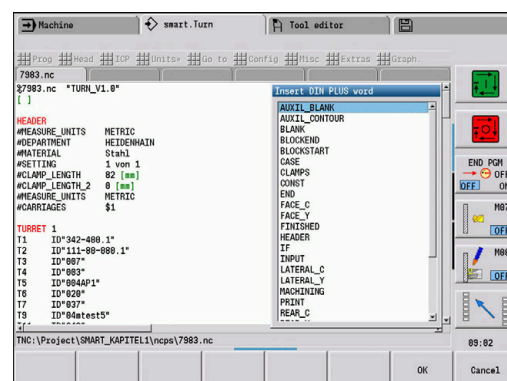 Machine
smart.Turn
Tool editor
Prog Head ICP Units» Go to Config Misc Extras Graph.
7983.nc
%7983.nc "TURN_V1.0"
[ ]
HEADER
#MEASURE_UNITS METRIC
#DEPARTMENT HEIDENHAIN
#MATERIAL Stahl
#SETTING 1 von 1
#CLAMP_LENGTH 82 [mm]
#CLAMP_LENGTH_2 0 [mm]
#MEASURE_UNITS METRIC
#CARRIAGES $1
TURRET 1
T1 ID"342-400.1"
T2 ID"111-80-080.1"
T3 ID"007"
T4 ID"003"
T5 ID"004AP1"
T6 ID"020"
T7 ID"037"
T9 ID"04mtest5"
Insert DIN PLUS word
AUXIL_BLANK
AUXIL_CONTOUR
BLANK
BLOCKEND
BLOCKSTART
CASE
CLAMPS
CONST
END
FACE_C
FACE_Y
FINISHED
HEADER
IF
INPUT
LATERAL_C
LATERAL_Y
MACHINING
PRINT
REAR_C
END PGM
OFF
OFF ON
M07
OFF
M08
OFF
TNC:\Project\SMART_KAPITEL1\ncps\7983.nc
09:02
OK
Cancel